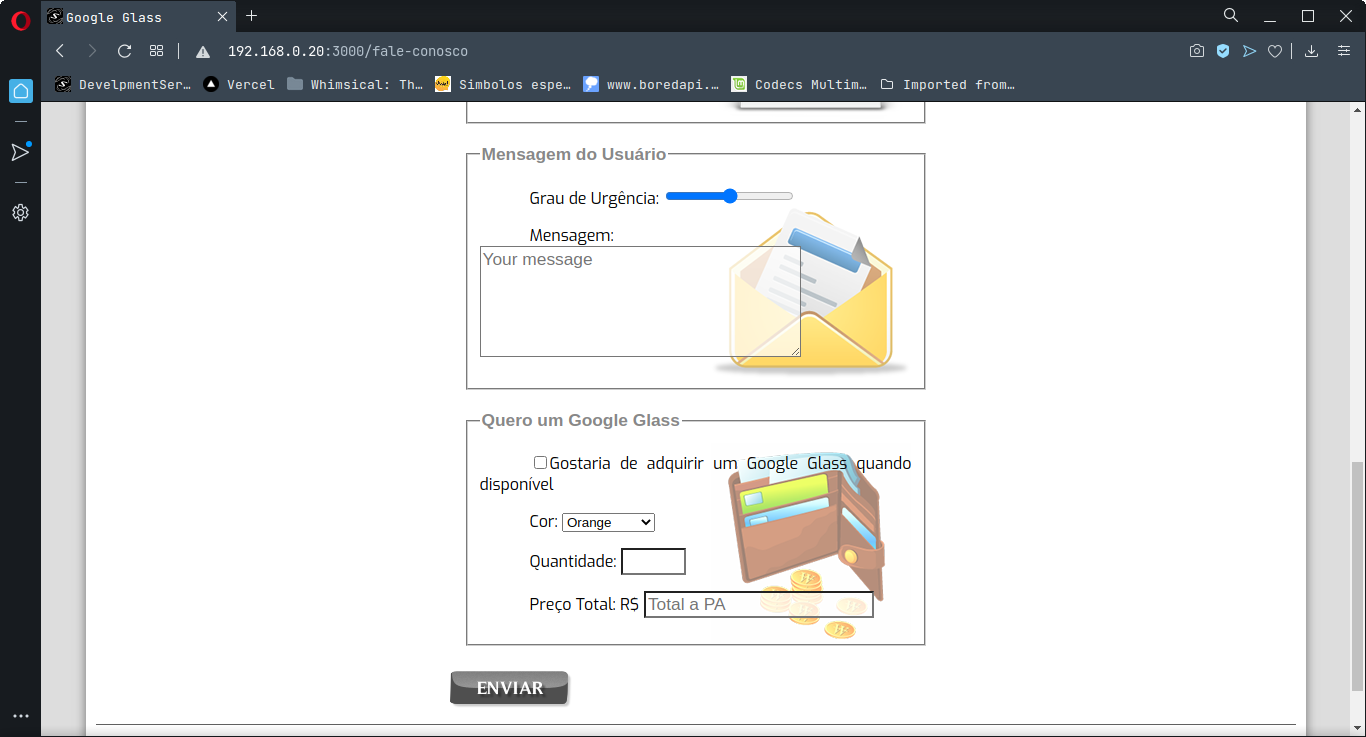 Google Glass
192.168.0.20:3000/fale-conosco
DevelpmentSer… Vercel Whimsical: Th… Simbolos espe… www.boredapi.… Codecs Multim… Imported from…
Mensagem do Usuário
Grau de Urgência:
Mensagem:
Your message
Quero um Google Glass
Gostaria de adquirir um Google Glass quando
disponível
Cor: Orange
Quantidade:
Preço Total: R$ Total a PA
ENVIAR